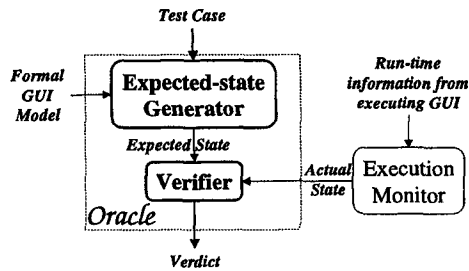 Test Case
Formal
GUI
Model
Expected-state
Generator
Run-time
information from
executing GUI
Expected State
Verifier
Actual
State
Execution
Monitor
Oracle
Verdict